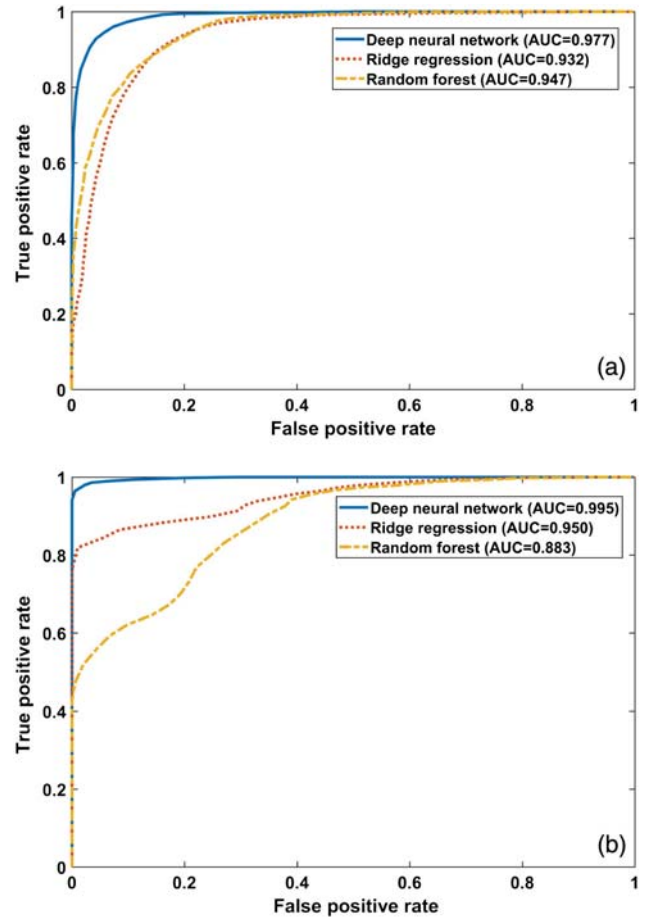 1
Deep neural network (AUC=0.977)
Ridge regression (AUC=0.932)
Random forest (AUC=0.947)
0.8
0.6
0.4
0.2
0
True positive rate
(a)
0 0.2 0.4 0.6 0.8 1
False positive rate
1
Deep neural network (AUC=0.995)
Ridge regression (AUC=0.950)
Random forest (AUC=0.883)
0.8
0.6
0.4
0.2
0
True positive rate
(b)
0 0.2 0.4 0.6 0.8 1
False positive rate